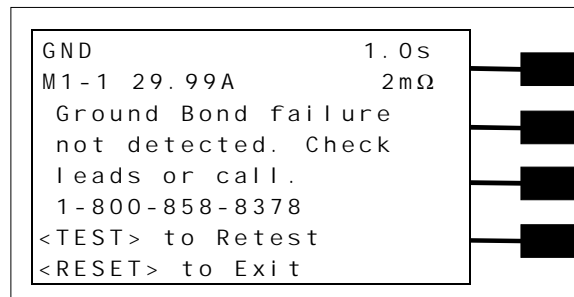 GND 1.0s
M1-1 29.99A 2mΩ
Ground Bond failure
not detected. Check
leads or call.
1-800-858-8378
<TEST> to Retest
<RESET> to Exit